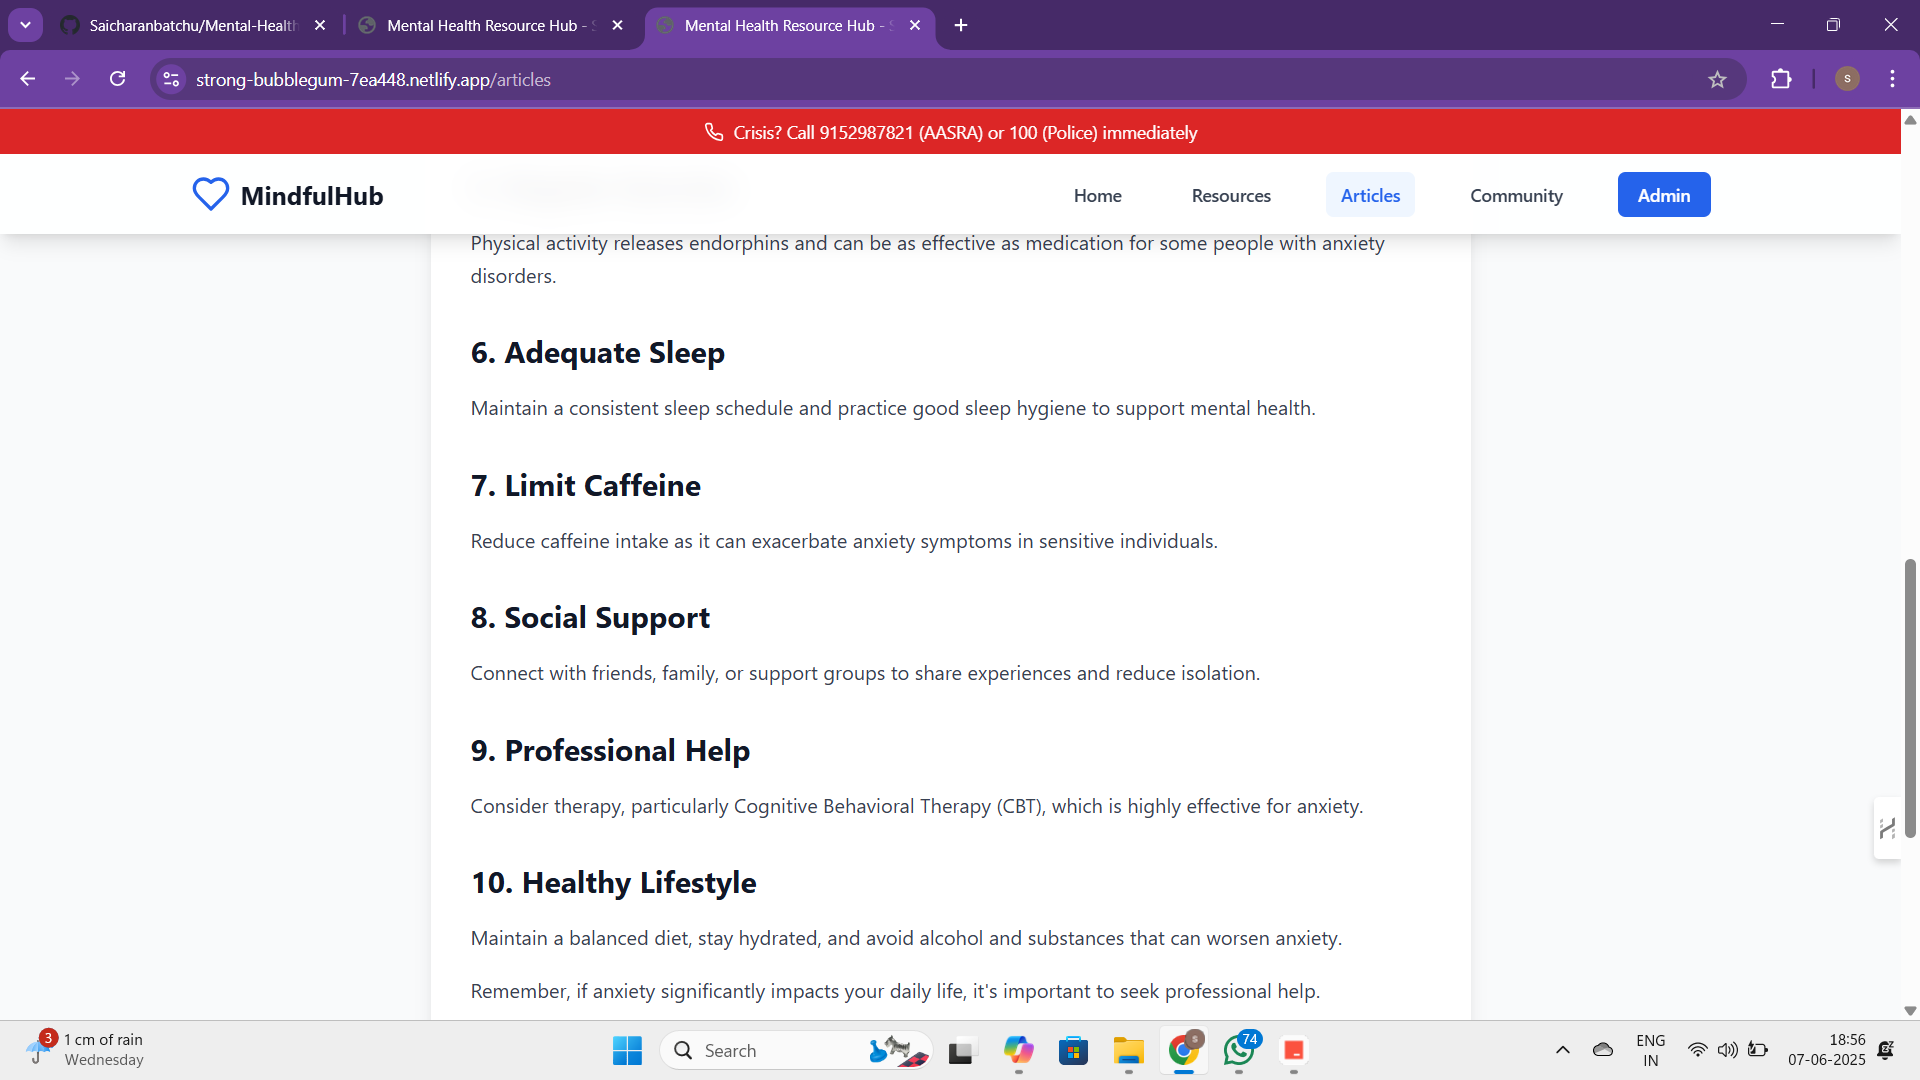 Saicharanbatchu/Mental-Health
Mental Health Resource Hub - S
Mental Health Resource Hub - S
strong-bubblegum-7ea448.netlify.app/articles
S
Crisis? Call 9152987821 (AASRA) or 100 (Police) immediately
MindfulHub
Home
Resources
Articles
Community
Admin
Physical activity releases endorphins and can be as effective as medication for some people with anxiety
disorders.
6. Adequate Sleep
Maintain a consistent sleep schedule and practice good sleep hygiene to support mental health.
7. Limit Caffeine
Reduce caffeine intake as it can exacerbate anxiety symptoms in sensitive individuals.
8. Social Support
Connect with friends, family, or support groups to share experiences and reduce isolation.
9. Professional Help
Consider therapy, particularly Cognitive Behavioral Therapy (CBT), which is highly effective for anxiety.
10. Healthy Lifestyle
Maintain a balanced diet, stay hydrated, and avoid alcohol and substances that can worsen anxiety.
Remember, if anxiety significantly impacts your daily life, it's important to seek professional help.
3
1 cm of rain
Wednesday
Search
S
74
ENG
IN
18:56
07-06-2025